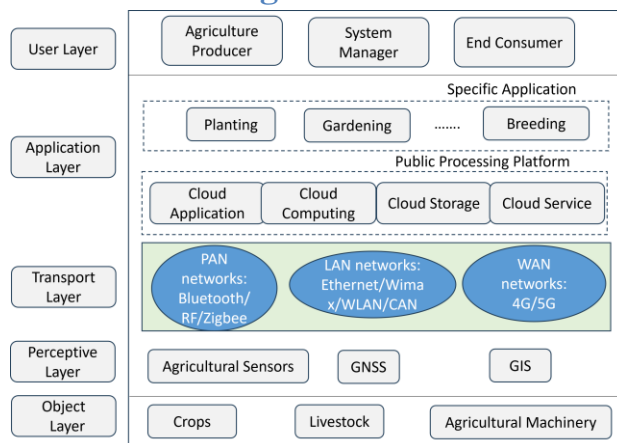 User Layer
Agriculture
Producer
System
Manager
End Consumer
Specific Application
Planting
Gardening
.......
Breeding
Application
Layer
Public Processing Platform
Cloud
Application
Cloud
Computing
Cloud Storage
Cloud Service
Transport
Layer
PAN
networks:
Bluetooth/
RF/Zigbee
LAN networks:
Ethernet/Wima
x/WLAN/CAN
WAN
networks:
4G/5G
Perceptive
Layer
Agricultural Sensors
GNSS
GIS
Object
Layer
Crops
Livestock
Agricultural Machinery